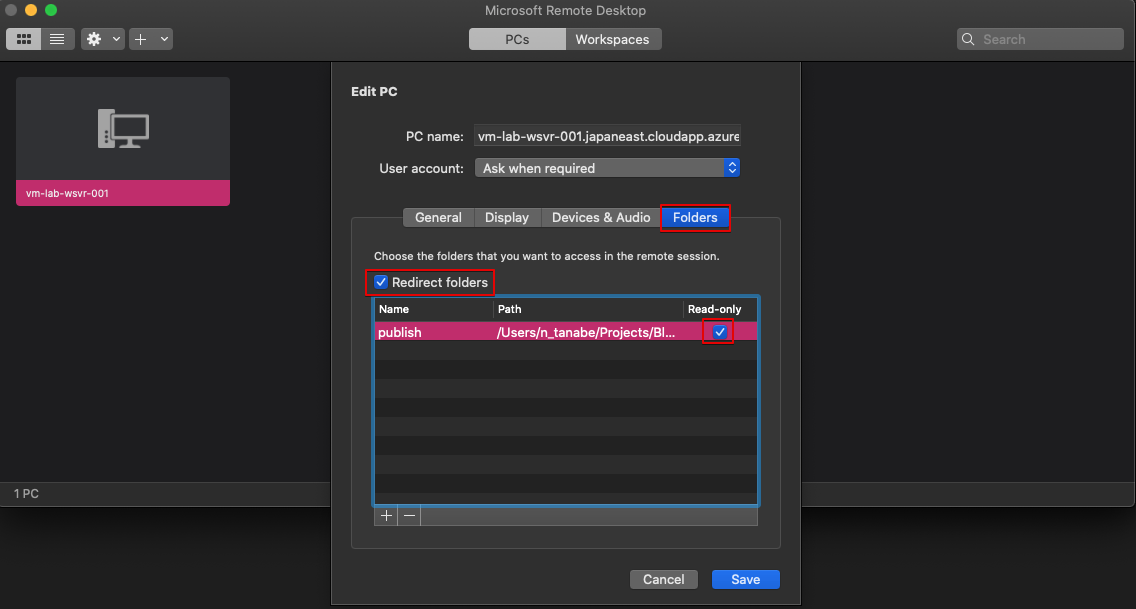 Microsoft Remote Desktop
PCs Workspaces Search
Edit PC
PC name: vm-lab-wsvr-001.japaneast.cloudapp.azure
User account: Ask when required
vm-lab-wsvr-001
General Display Devices & Audio Folders
Choose the folders that you want to access in the remote session.
Redirect folders
Name Path Read-only
publish /Users/n_tanabe/Projects/Bl...
1 PC
Cancel Save